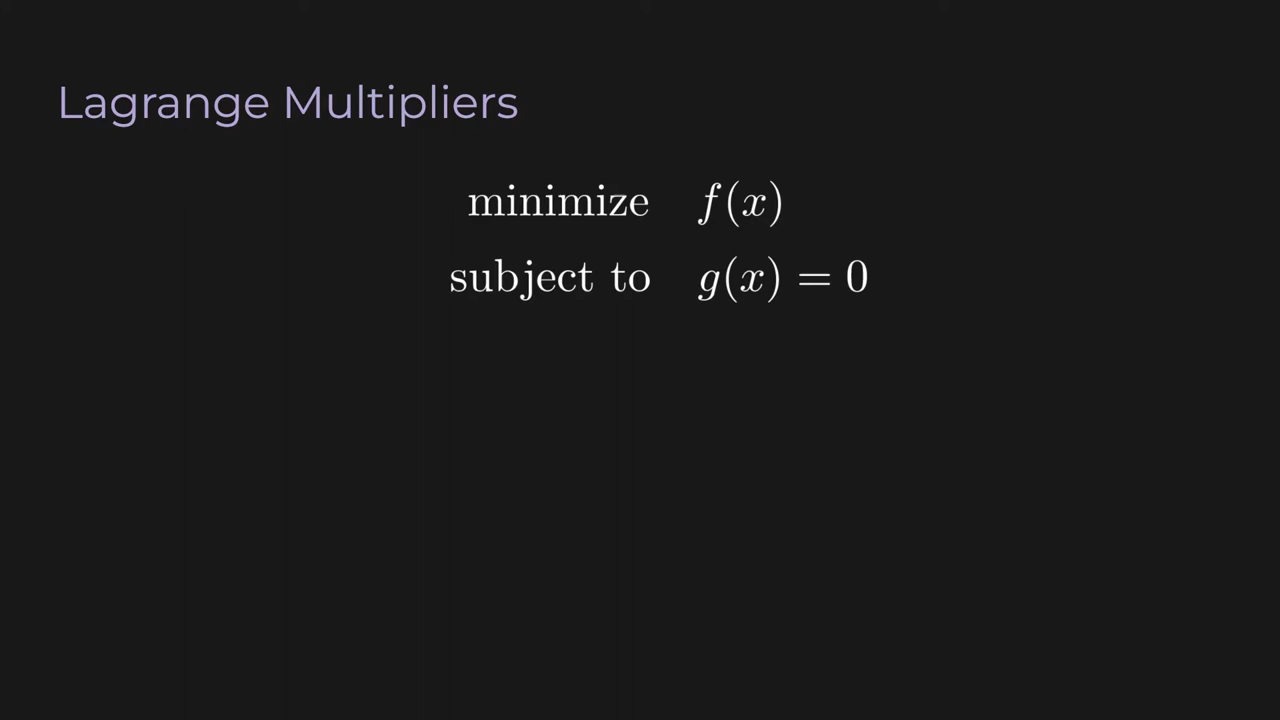 Lagrange Multipliers
minimize f(x)
subject to g(x) = 0